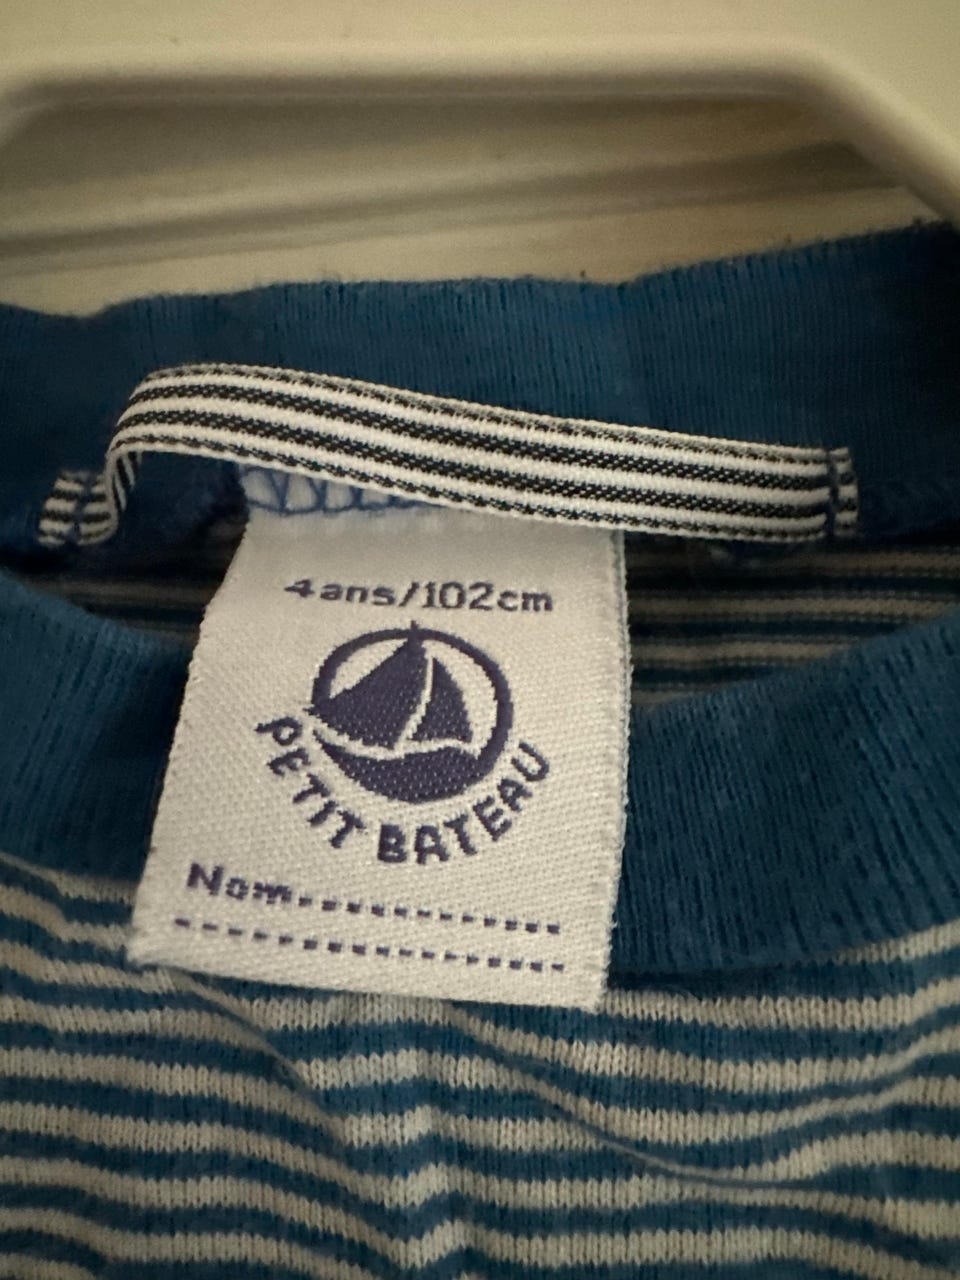 4ans/102cm
PETIT BATEAU
Nom